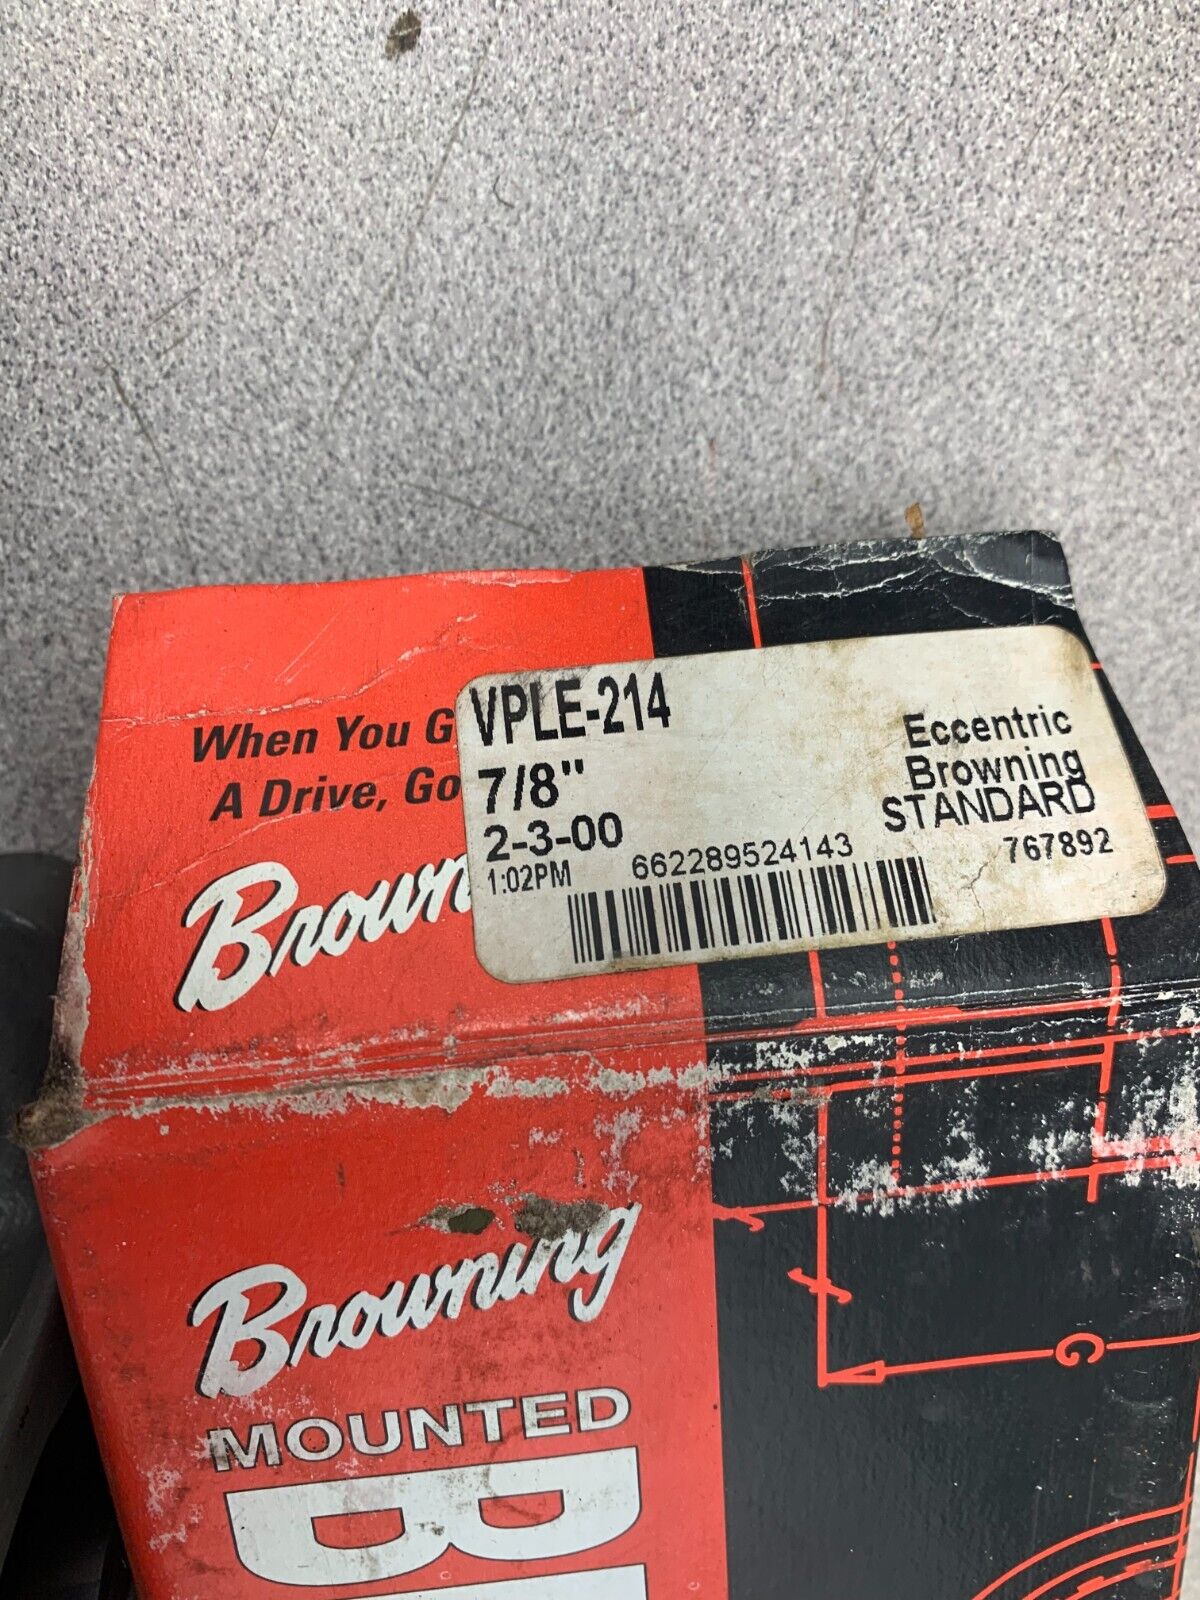 When You G
A Drive, Go
Brown
VPLE-214
7/8"
2-3-00
1:02PM
662289524143
Eccentric
Browning
STANDARD
767892
Browning
MOUNTED
G